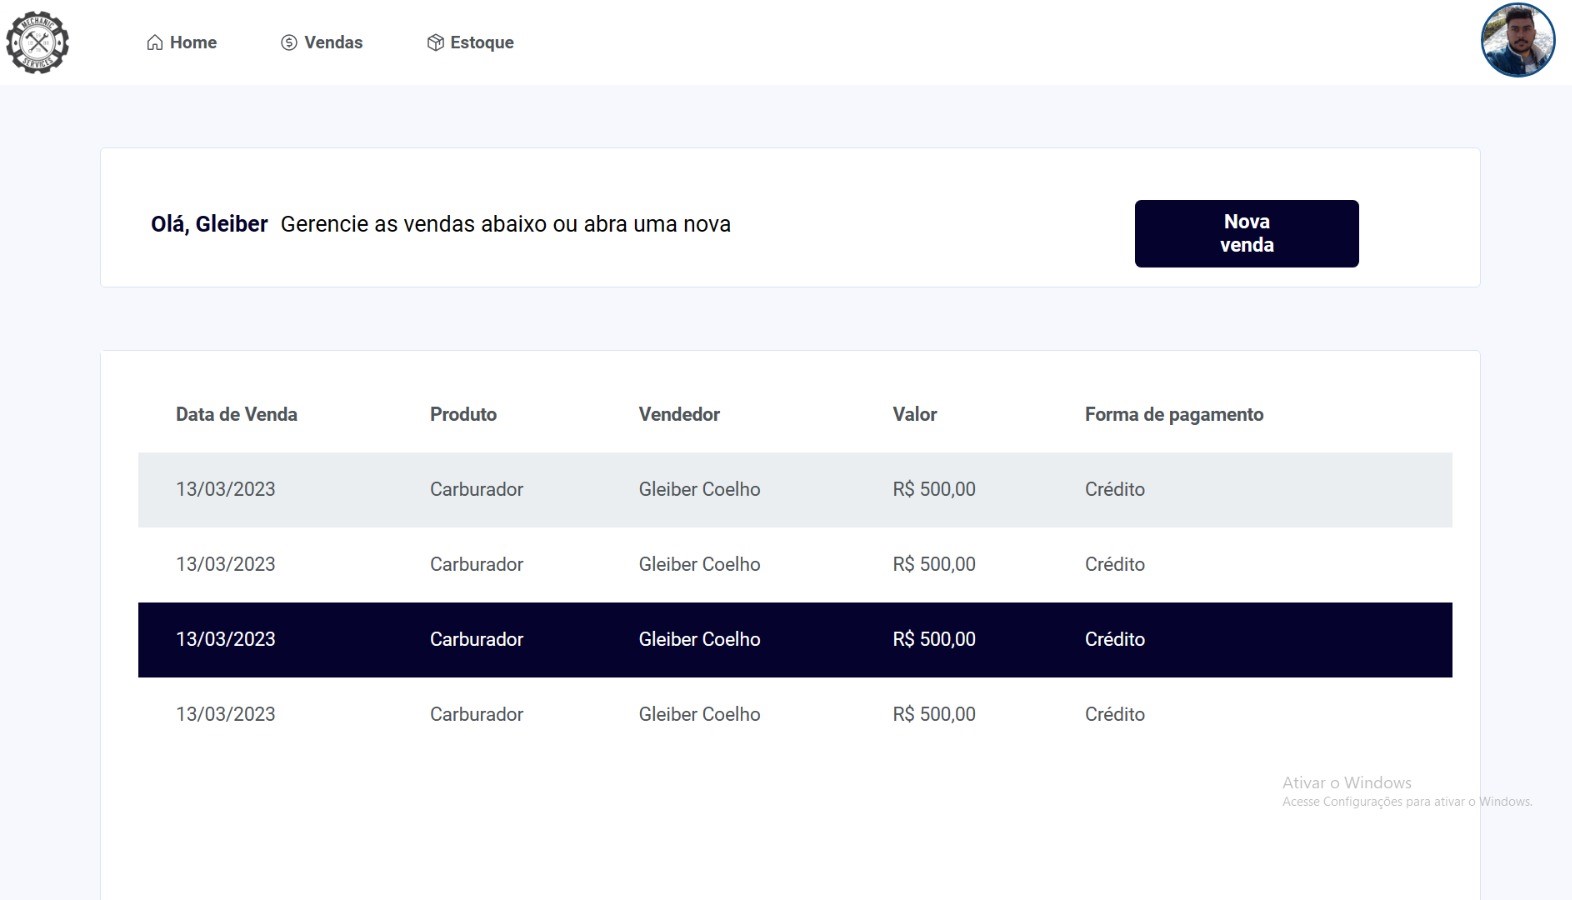 MECHANIC
SERVICES
Home
Vendas
Estoque
Olá, Gleiber Gerencie as vendas abaixo ou abra uma nova
Nova
venda
Data de Venda Produto Vendedor Valor Forma de pagamento
13/03/2023 Carburador Gleiber Coelho R$ 500,00 Crédito
13/03/2023 Carburador Gleiber Coelho R$ 500,00 Crédito
13/03/2023 Carburador Gleiber Coelho R$ 500,00 Crédito
13/03/2023 Carburador Gleiber Coelho R$ 500,00 Crédito
Ativar o Windows
Acesse Configurações para ativar o Windows.